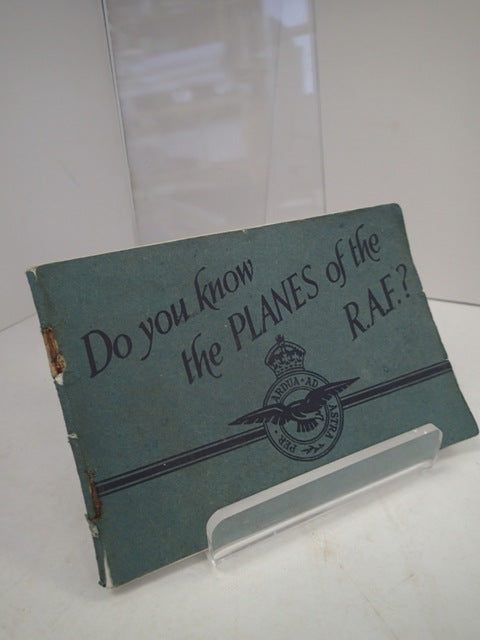 Do you know
the PLANES of the
R.A.F.?
PER · ARDUA · AD ASTRA